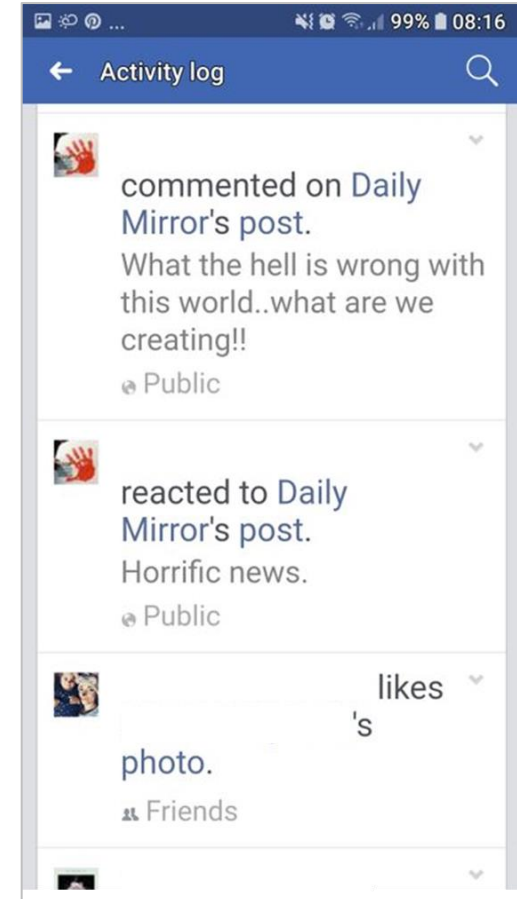 ... 99% 08:16
Activity log
commented on Daily
Mirror's post.
What the hell is wrong with
this world..what are we
creating!!
Public
reacted to Daily
Mirror's post.
Horrific news.
Public
likes
's
photo.
Friends